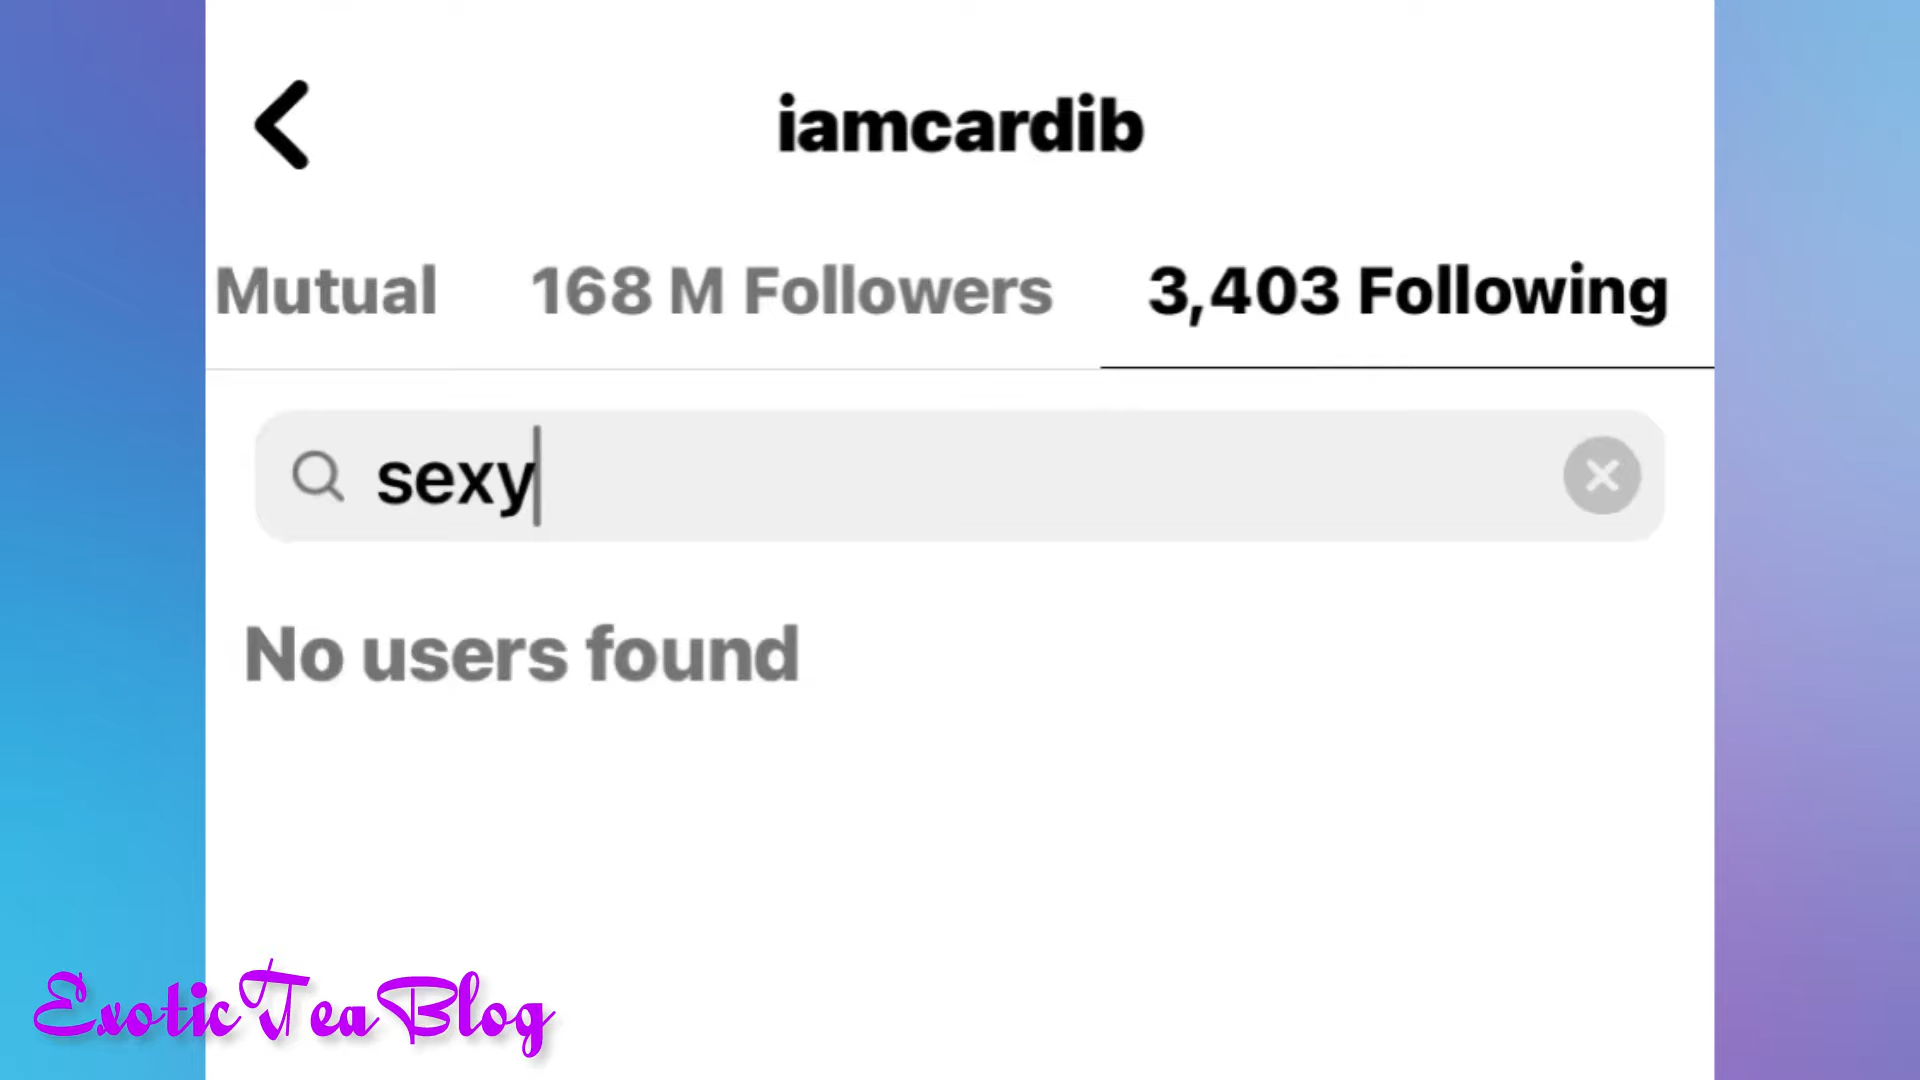 iamcardib
Mutual 168 M Followers 3,403 Following
sexy
No users found
ExoticTeaBlog